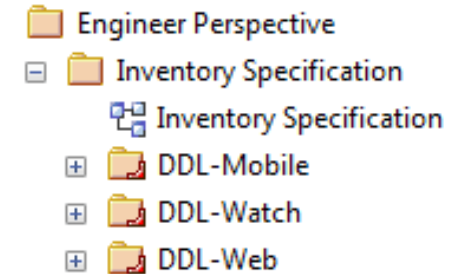 Engineer Perspective
Inventory Specification
Inventory Specification
DDL-Mobile
DDL-Watch
DDL-Web